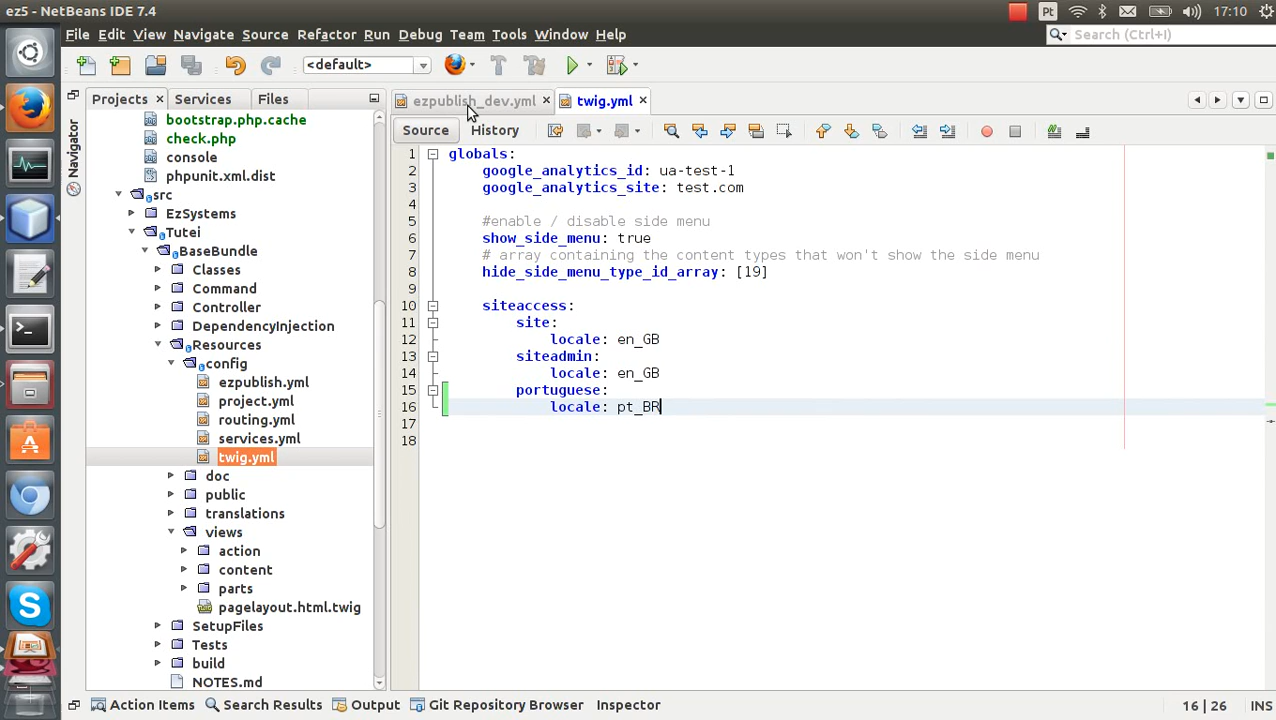 ez5 - NetBeans IDE 7.4
Pt
17:10
File Edit View Navigate Source Refactor Run Debug Team Tools Window Help
Search (Ctrl+I)
<default>
Projects
Services
Files
ezpublish_dev.yml
twig.yml
Navigator
Source
History
bootstrap.php.cache
check.php
console
phpunit.xml.dist
src
EzSystems
Tutei
BaseBundle
Classes
Command
Controller
DependencyInjection
Resources
config
ezpublish.yml
project.yml
routing.yml
services.yml
twig.yml
doc
public
translations
views
action
content
parts
pagelayout.html.twig
SetupFiles
Tests
build
NOTES.md
1 globals:
2 google_analytics_id: ua-test-1
3 google_analytics_site: test.com
4
5 #enable / disable side menu
6 show_side_menu: true
7 # array containing the content types that won't show the side menu
8 hide_side_menu_type_id_array: [19]
9
10 siteaccess:
11 site:
12 locale: en_GB
13 siteadmin:
14 locale: en_GB
15 portuguese:
16 locale: pt_BR
17
18
Action Items
Search Results
Output
Git Repository Browser
Inspector
16 | 26
INS